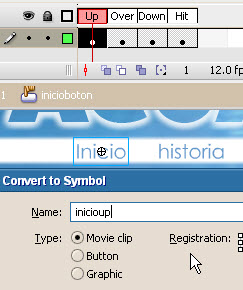 Up Over Down Hit
1 12.0 fp
1 inicioboton
Inicio historia
Convert to Symbol
Name: inicioup
Type: Movie clip Registration:
Button
Graphic